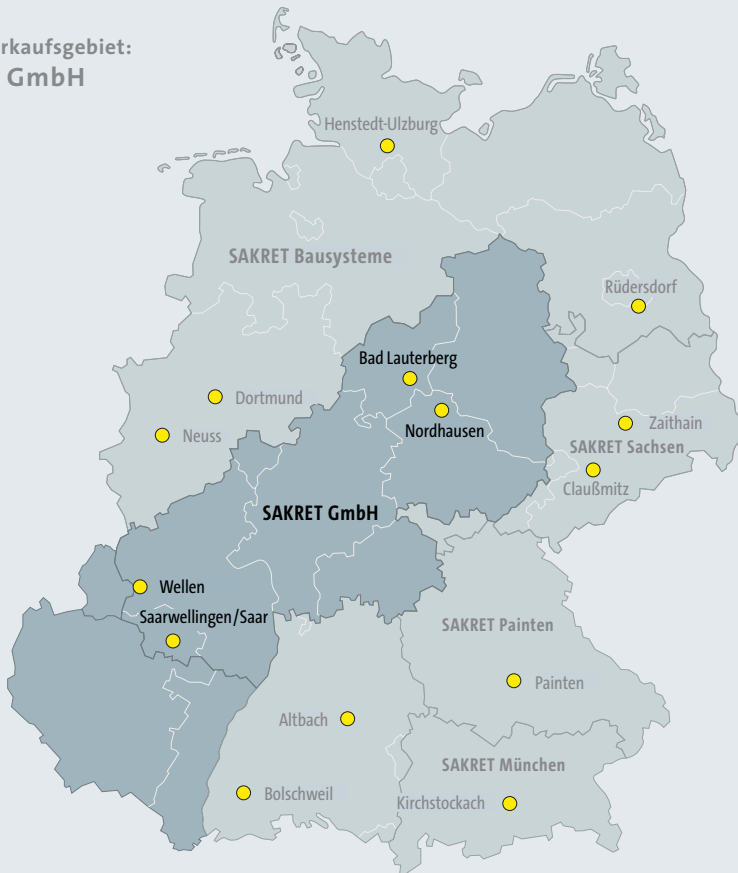 rkaufsgebiet:
GmbH
Henstedt-Ulzburg
SAKRET Bausysteme
Rüdersdorf
Bad Lauterberg
Dortmund
Nordhausen
Zaithain
Neuss
SAKRET Sachsen
Claußmitz
SAKRET GmbH
Wellen
Saarwellingen/Saar
SAKRET Painten
Painten
Altbach
SAKRET München
Bolschweil
Kirchstockach